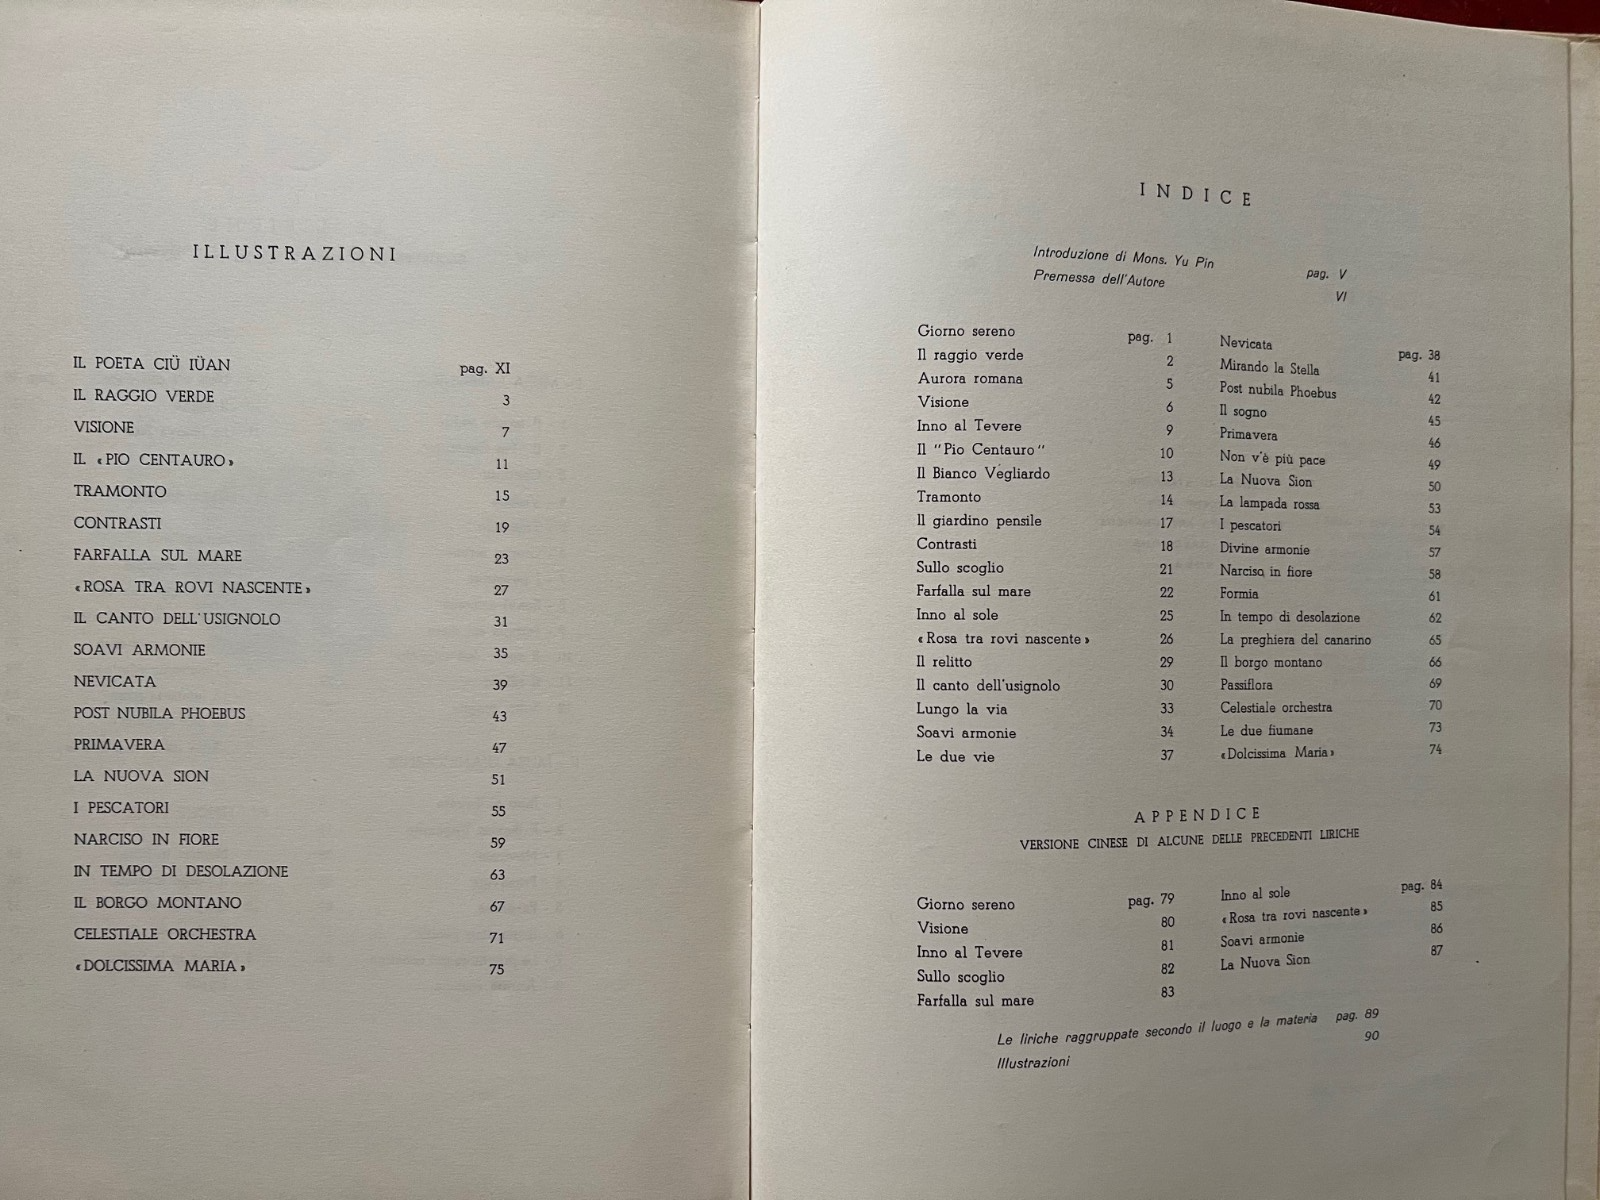 ILLUSTRAZIONI
IL POETA CIÜ IÜAN pag. XI
IL RAGGIO VERDE 3
VISIONE 7
IL «PIO CENTAURO» 11
TRAMONTO 15
CONTRASTI 19
FARFALLA SUL MARE 23
«ROSA TRA ROVI NASCENTE» 27
IL CANTO DELL'USIGNOLO 31
SOAVI ARMONIE 35
NEVICATA 39
POST NUBILA PHOEBUS 43
PRIMAVERA 47
LA NUOVA SION 51
I PESCATORI 55
NARCISO IN FIORE 59
IN TEMPO DI DESOLAZIONE 63
IL BORGO MONTANO 67
CELESTIALE ORCHESTRA 71
«DOLCISSIMA MARIA» 75
INDICE
Introduzione di Mons. Yu Pin pag. V
Premessa dell'Autore VI
Giorno sereno pag. 1
Il raggio verde 2
Aurora romana 5
Visione 6
Inno al Tevere 9
Il "Pio Centauro" 10
Il Bianco Vegliardo 13
Tramonto 14
Il giardino pensile 17
Contrasti 18
Sullo scoglio 21
Farfalla sul mare 22
Inno al sole 25
«Rosa tra rovi nascente» 26
Il relitto 29
Il canto dell'usignolo 30
Lungo la via 33
Soavi armonie 34
Le due vie 37
Nevicata pag. 38
Mirando la Stella 41
Post nubila Phoebus 42
Il sogno 45
Primavera 46
Non v'è più pace 49
La Nuova Sion 50
La lampada rossa 53
I pescatori 54
Divine armonie 57
Narciso in fiore 58
Formia 61
In tempo di desolazione 62
La preghiera del canarino 65
Il borgo montano 66
Passiflora 69
Celestiale orchestra 70
Le due fiumane 73
«Dolcissima Maria» 74
APPENDICE
VERSIONE CINESE DI ALCUNE DELLE PRECEDENTI LIRICHE
Giorno sereno pag. 79
Visione 80
Inno al Tevere 81
Sullo scoglio 82
Farfalla sul mare 83
Inno al sole pag. 84
«Rosa tra rovi nascente» 85
Soavi armonie 86
La Nuova Sion 87
Le liriche raggruppate secondo il luogo e la materia pag. 89
Illustrazioni 90